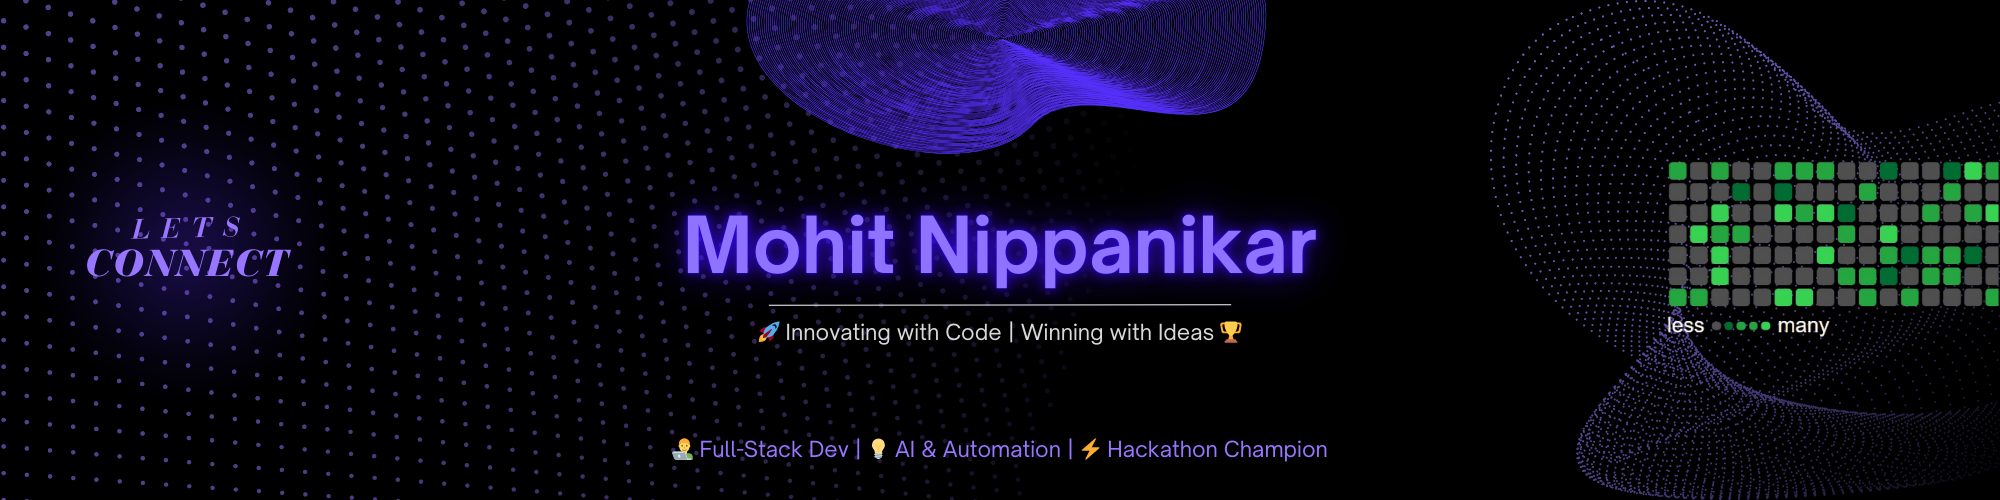 LETS
CONNECT
Mohit Nippanikar
🚀 Innovating with Code | Winning with Ideas 🏆
👨‍💻 Full-Stack Dev | 💡 AI & Automation | ⚡ Hackathon Champion
less many